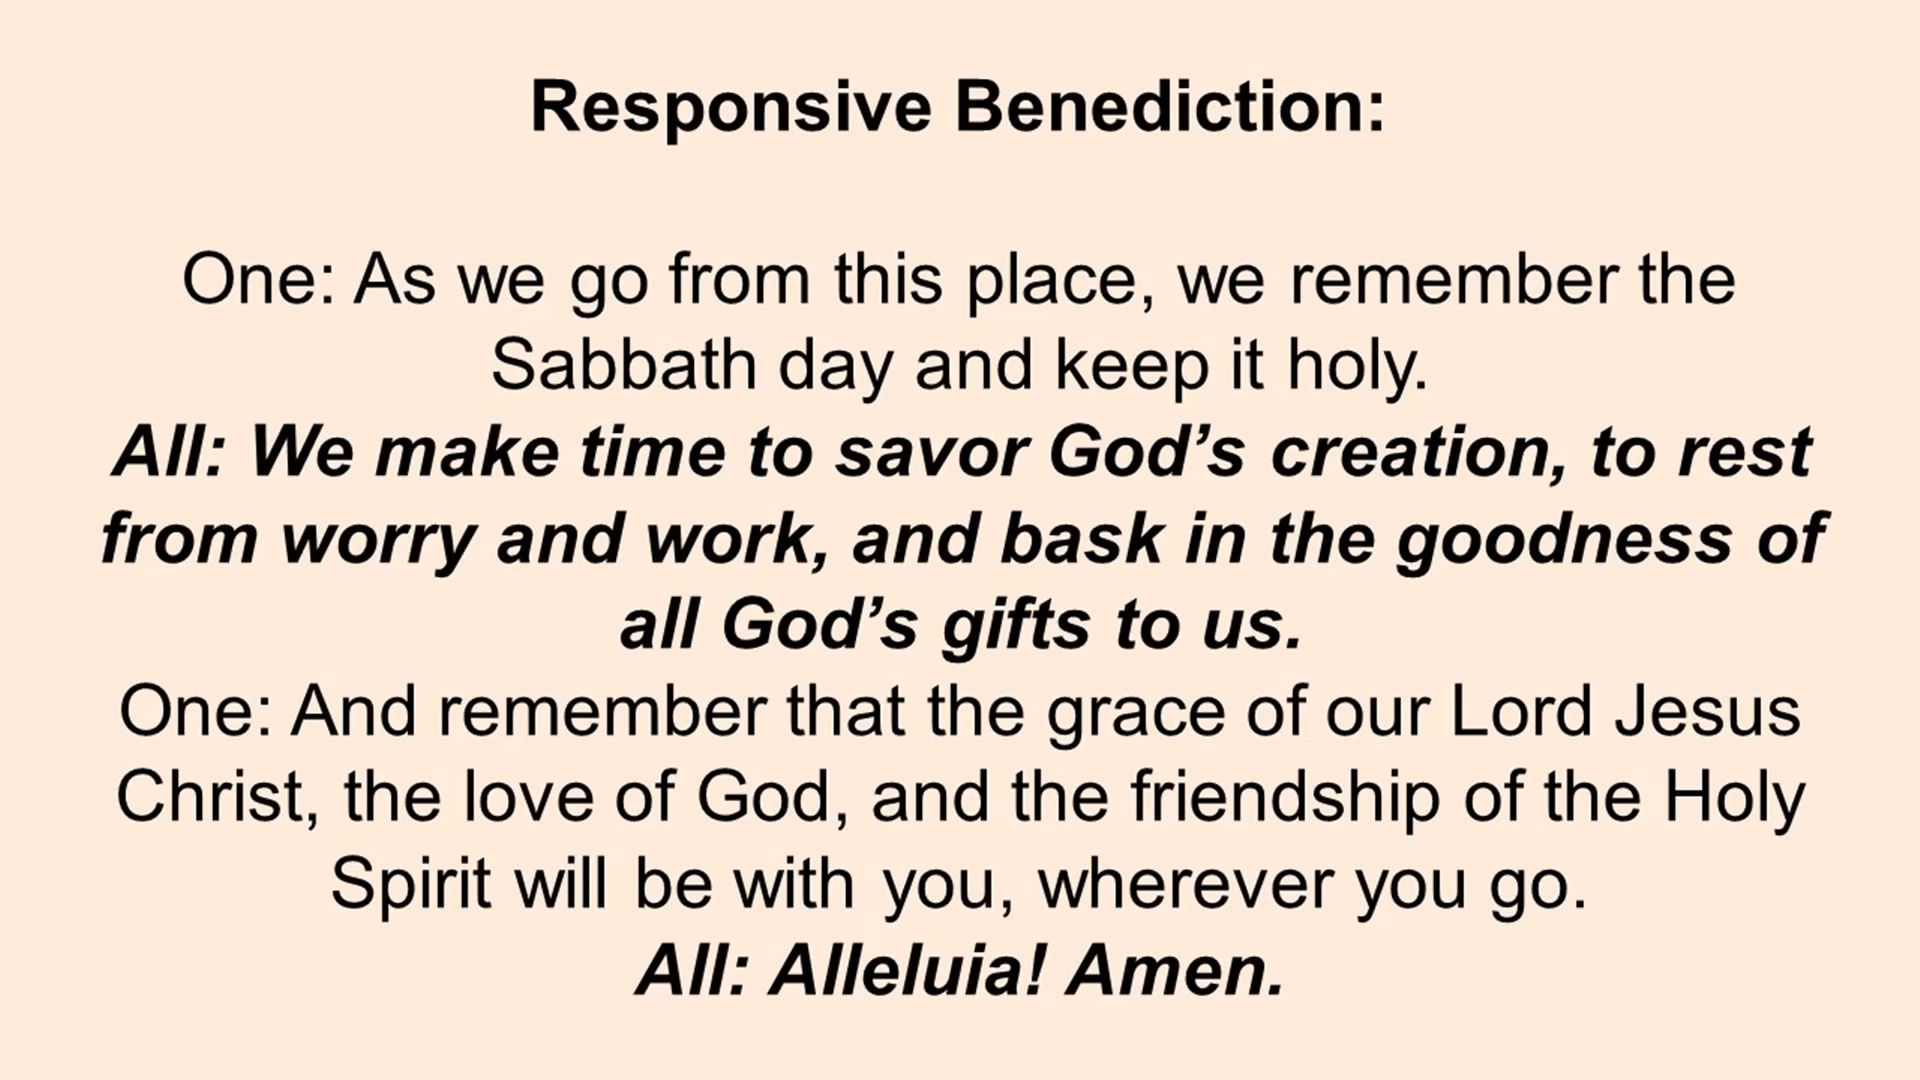 Responsive Benediction:
One: As we go from this place, we remember the
Sabbath day and keep it holy.
All: We make time to savor God’s creation, to rest
from worry and work, and bask in the goodness of
all God’s gifts to us.
One: And remember that the grace of our Lord Jesus
Christ, the love of God, and the friendship of the Holy
Spirit will be with you, wherever you go.
All: Alleluia! Amen.